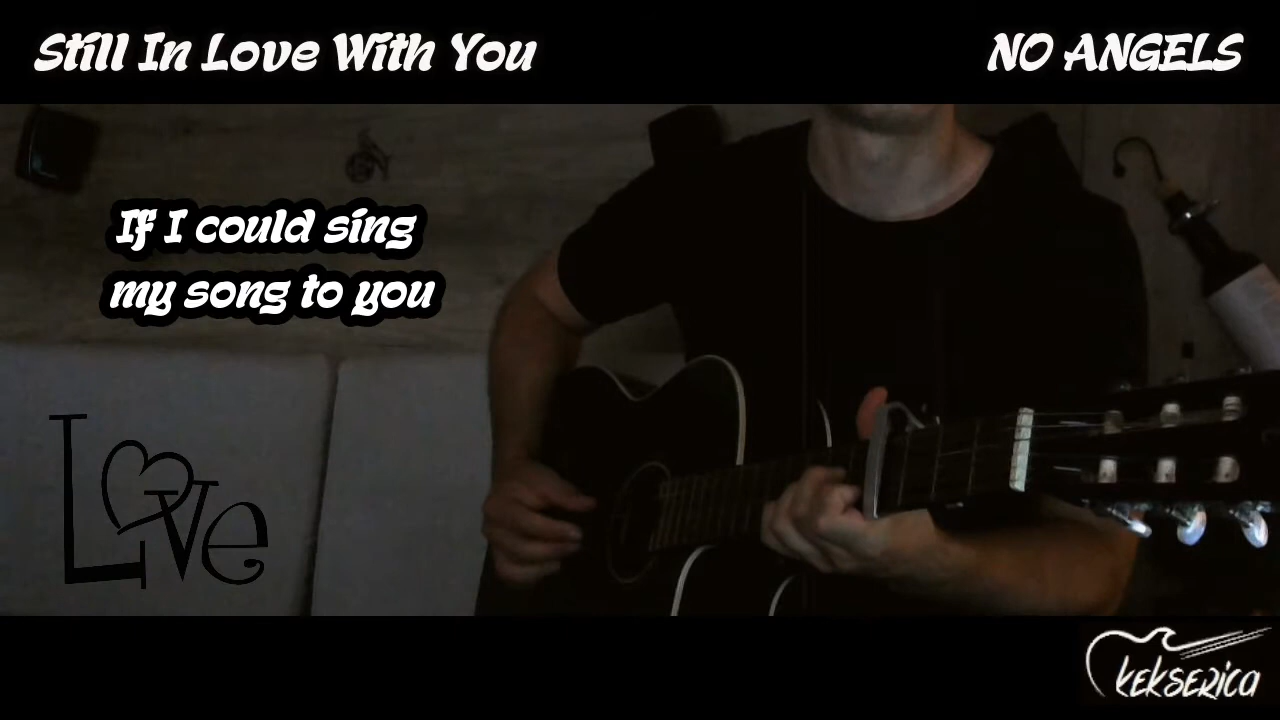 Still In Love With You
NO ANGELS
If I could sing
my song to you
Love
KEKSERICA